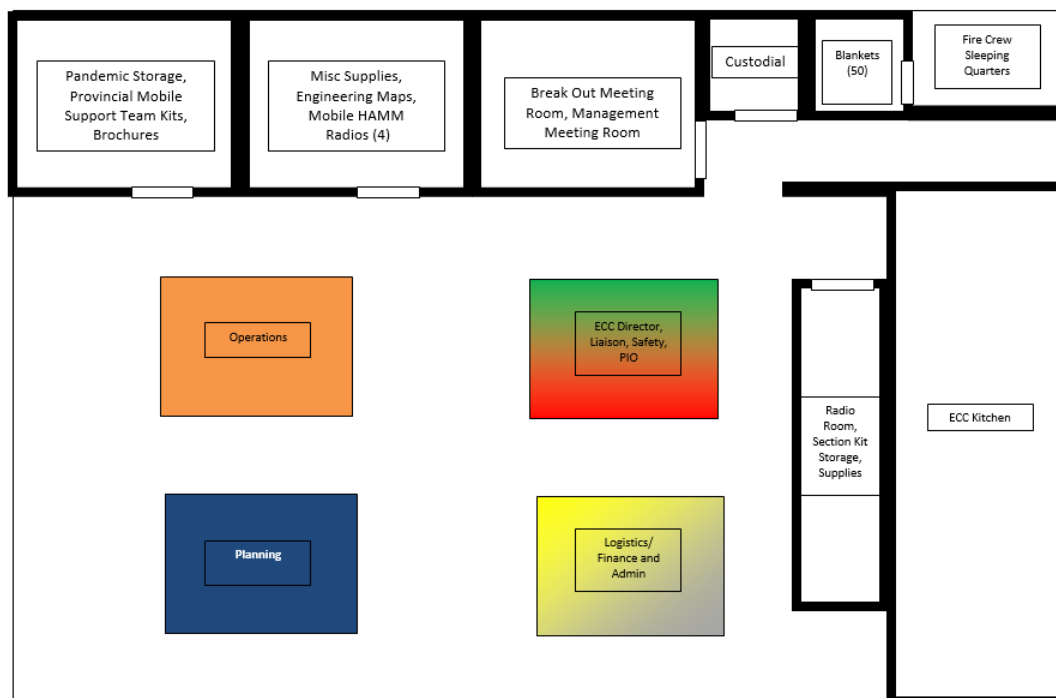 Pandemic Storage,
Provincial Mobile
Support Team Kits,
Brochures
Misc Supplies,
Engineering Maps,
Mobile HAMM
Radios (4)
Break Out Meeting
Room, Management
Meeting Room
Custodial
Blankets
(50)
Fire Crew
Sleeping
Quarters
Operations
ECC Director,
Liaison, Safety,
PIO
Radio
Room,
Section Kit
Storage,
Supplies
ECC Kitchen
Planning
Logistics/
Finance and
Admin